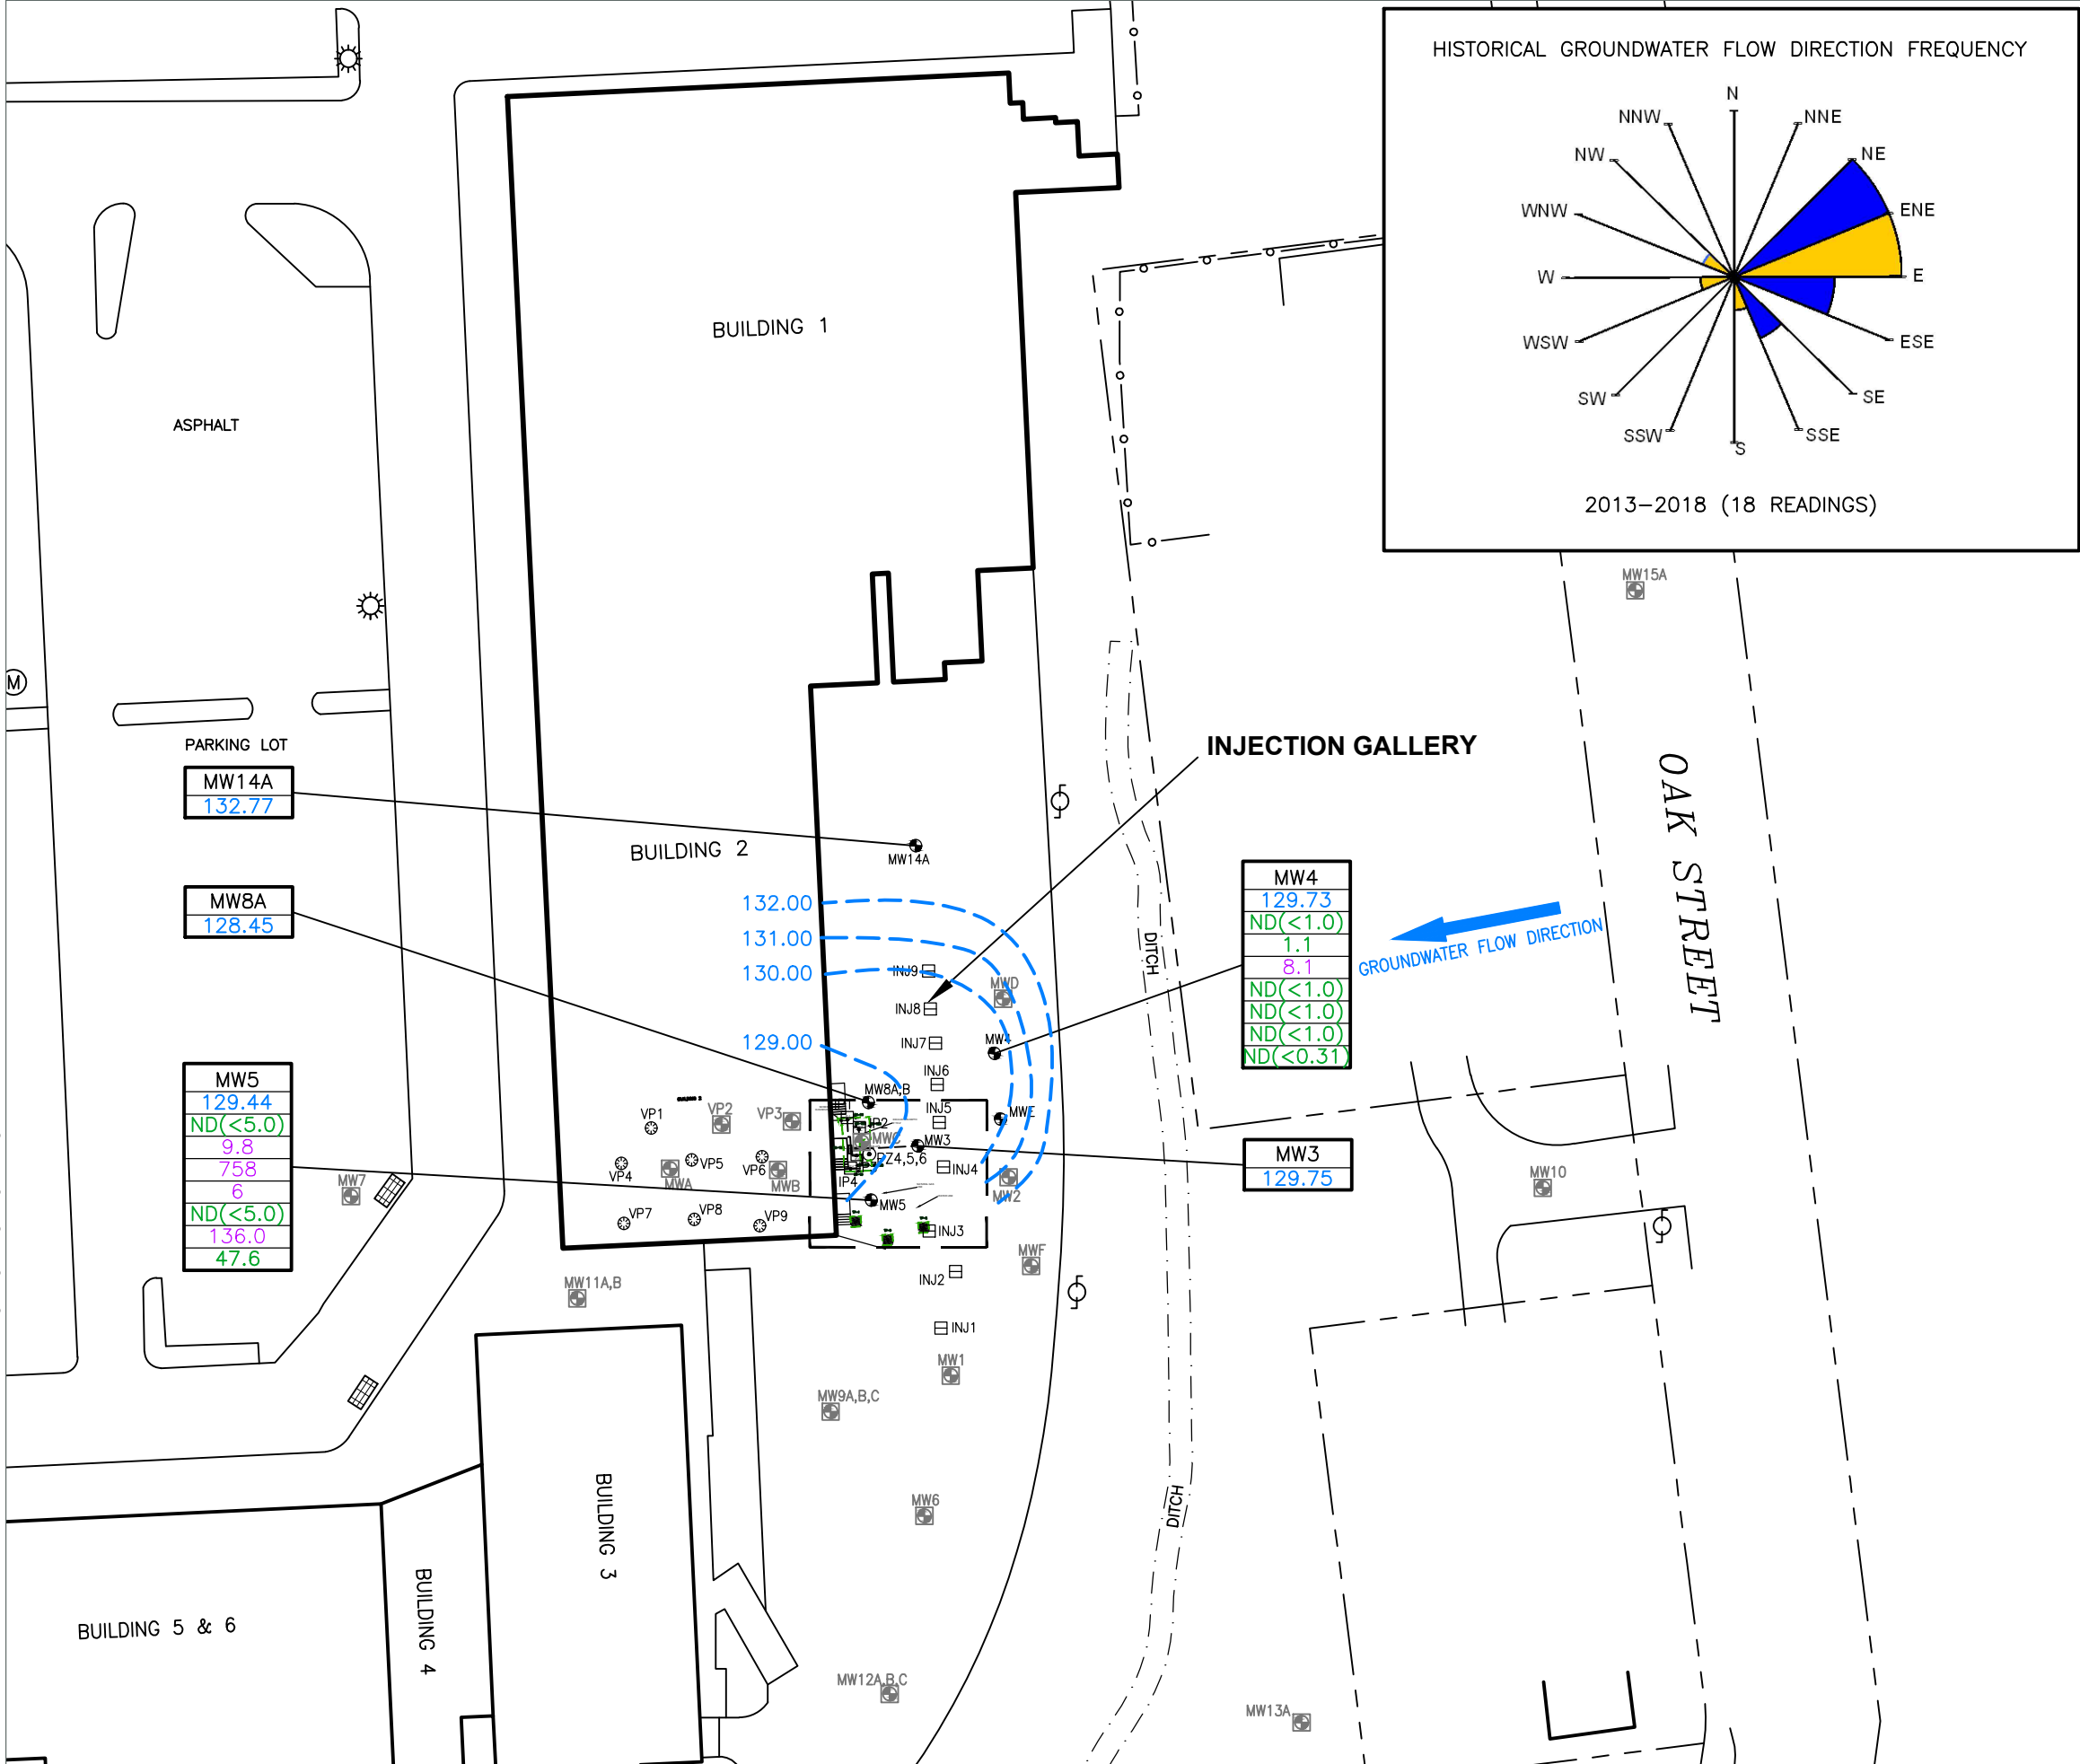 HISTORICAL GROUNDWATER FLOW DIRECTION FREQUENCY
N
NNW
NNE
NW
NE
WNW
ENE
W
E
WSW
ESE
SW
SE
SSW
SSE
S
2013-2018 (18 READINGS)
BUILDING 1
ASPHALT
MW15A
M
PARKING LOT
INJECTION GALLERY
MW14A
132.77
OAK STREET
BUILDING 2
MW14A
MW8A
128.45
132.00
131.00
130.00
129.00
MW4
129.73
ND(<1.0)
1.1
8.1
ND(<1.0)
ND(<1.0)
ND(<1.0)
ND(<0.31)
GROUNDWATER FLOW DIRECTION
DITCH
INJ9
MWD
INJ8
INJ7
MW4
INJ6
MW8A,B
MW5
129.44
ND(<5.0)
9.8
758
6
ND(<5.0)
136.0
47.6
VP1
VP2
VP3
INJ5
MWE
MWC
MW3
PZ4,5,6
MW3
129.75
VP4
MWA
VP5
VP6
MWB
IP4
INJ4
MW2
MW10
MW7
MW5
VP7
VP8
VP9
INJ3
MWF
INJ2
MW11A,B
INJ1
MW1
MW9A,B,C
BUILDING 3
MW6
DITCH
BUILDING 4
BUILDING 5 & 6
MW12A,B,C
MW13A